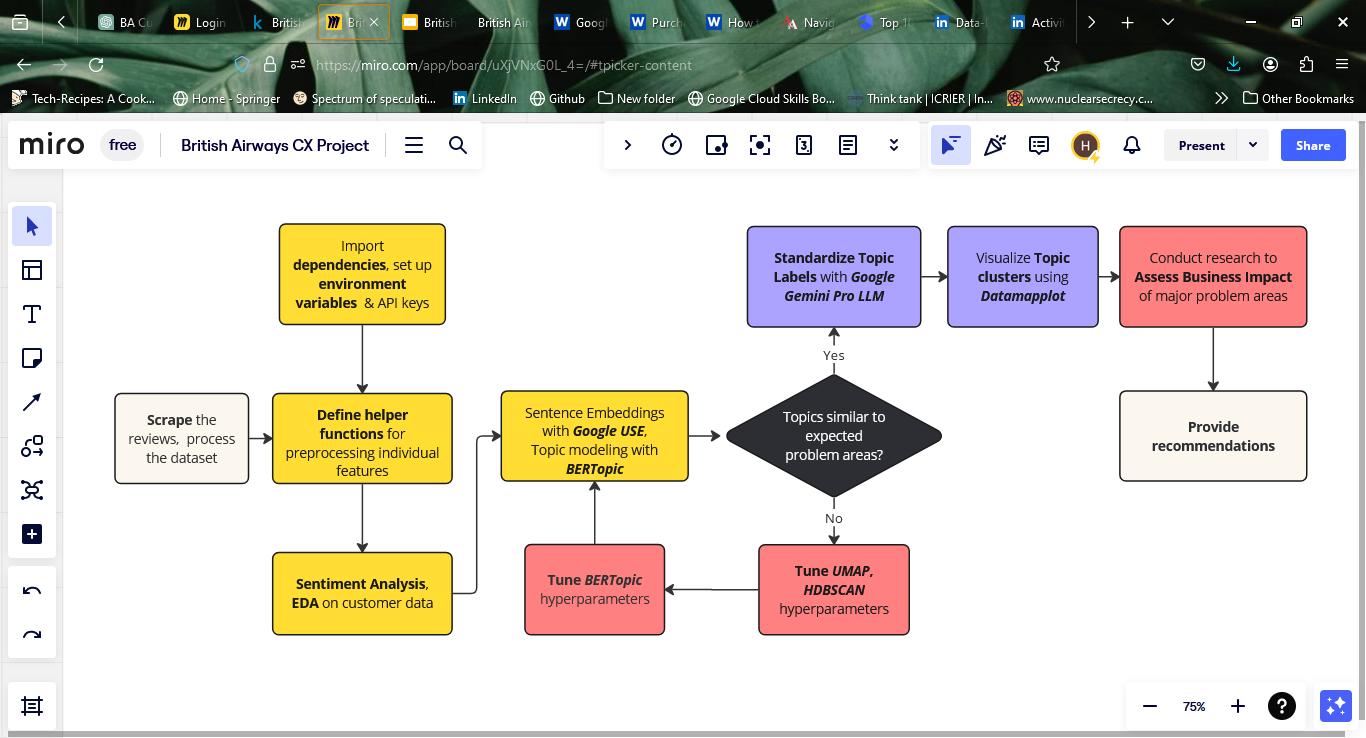 BA Cu
Login
British
Br
British
British Air
Googl
Purch
How t
Navig
Top 10
Data-
Activi
https://miro.com/app/board/uXjVNxG0L_4=/#tpicker-content
Tech-Recipes: A Cook...
Home - Springer
Spectrum of speculati...
LinkedIn
Github
New folder
Google Cloud Skills Bo...
Think tank | ICRIER | In...
www.nuclearsecrecy.c...
Other Bookmarks
miro
free
British Airways CX Project
3
H
Present
Share
Import
dependencies, set up
environment
variables & API keys
Standardize Topic
Labels with Google
Gemini Pro LLM
Visualize Topic
clusters using
Datamapplot
Conduct research to
Assess Business Impact
of major problem areas
Yes
Scrape the
reviews, process
the dataset
Define helper
functions for
preprocessing individual
features
Sentence Embeddings
with Google USE,
Topic modeling with
BERTopic
Topics similar to
expected
problem areas?
Provide
recommendations
No
Sentiment Analysis,
EDA on customer data
Tune BERTopic
hyperparameters
Tune UMAP,
HDBSCAN
hyperparameters
75%
?